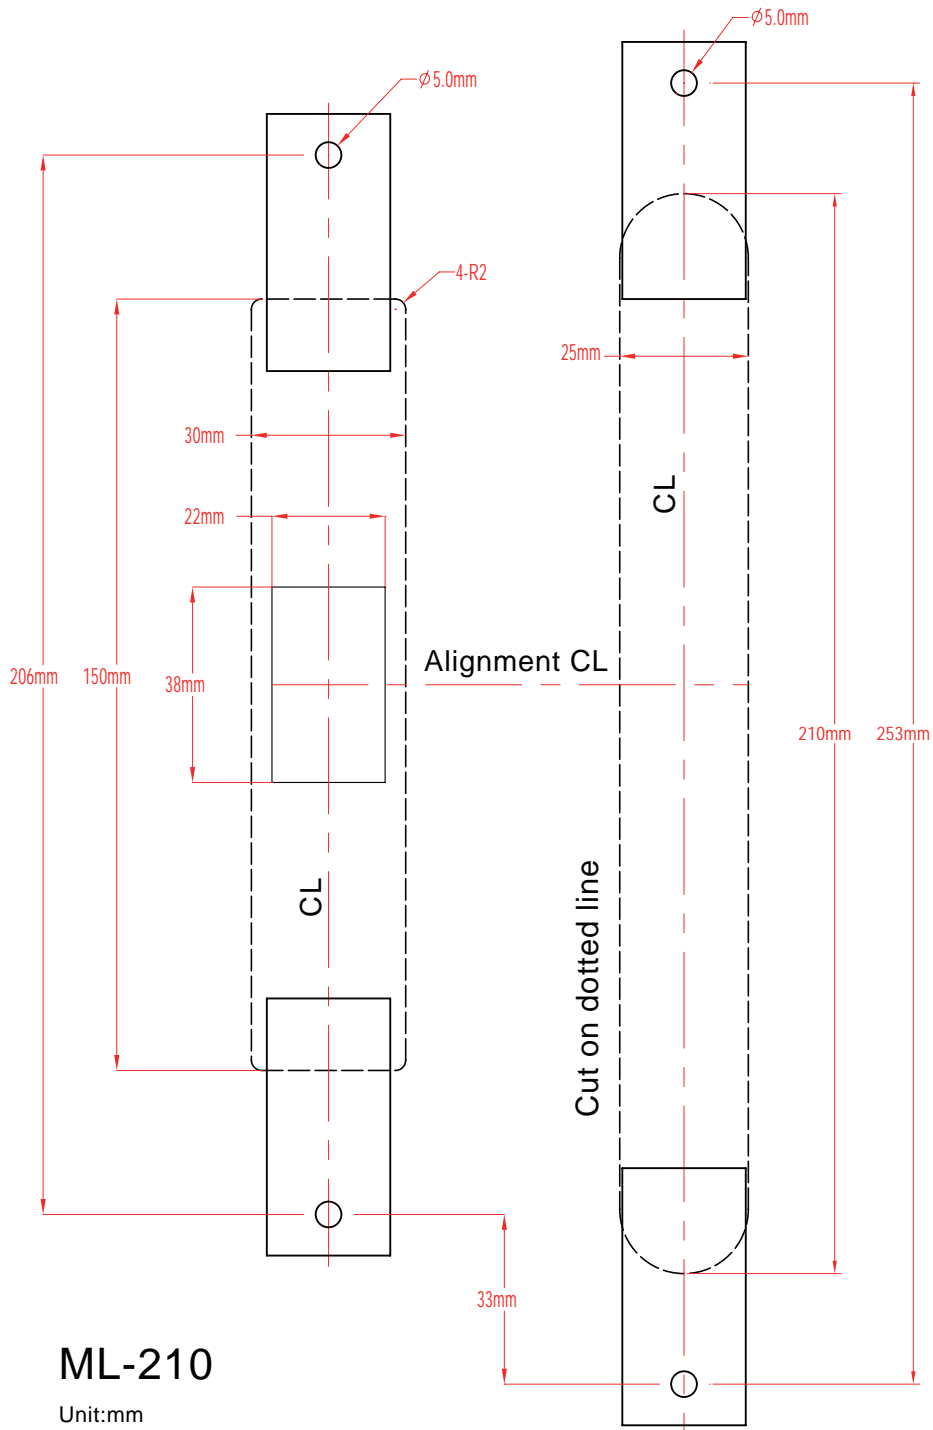 ⌀5.0mm
⌀5.0mm
4-R2
25mm
30mm
CL
22mm
Alignment CL
206mm
150mm
38mm
210mm
253mm
CL
Cut on dotted line
33mm
ML-210
Unit:mm